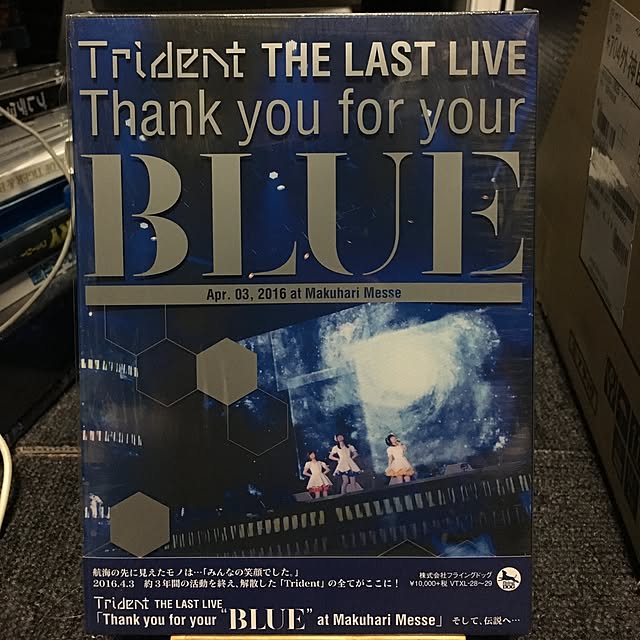 Trident THE LAST LIVE
Thank you for your
BLUE
Apr. 03, 2016 at Makuhari Messe
航海の先に見えたモノは…「みんなの笑顔でした。」
2016.4.3 約3年間の活動を終え、解散した「Trident」の全てがここに！
株式会社フライングドッグ
¥10,000+税 VTXL-28〜29
Trident THE LAST LIVE
「Thank you for your “BLUE” at Makuhari Messe」 そして、伝説へ…